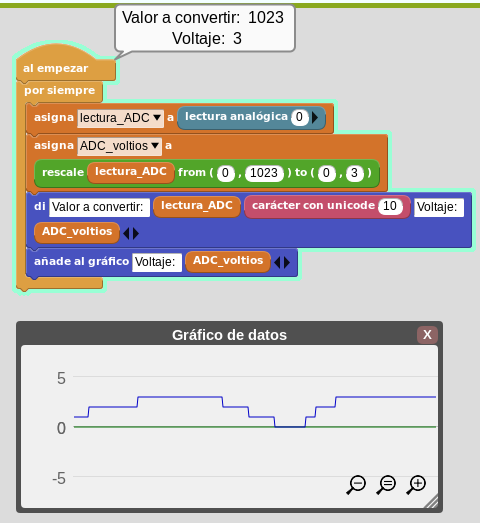 Valor a convertir: 1023
Voltaje: 3
al empezar
por siempre
asigna lectura_ADC a lectura analógica 0
asigna ADC_voltios a
rescale lectura_ADC from ( 0 , 1023 ) to ( 0 , 3 )
di Valor a convertir: lectura_ADC carácter con unicode 10 Voltaje:
ADC_voltios
añade al gráfico Voltaje: ADC_voltios
Gráfico de datos X
5
0
-5